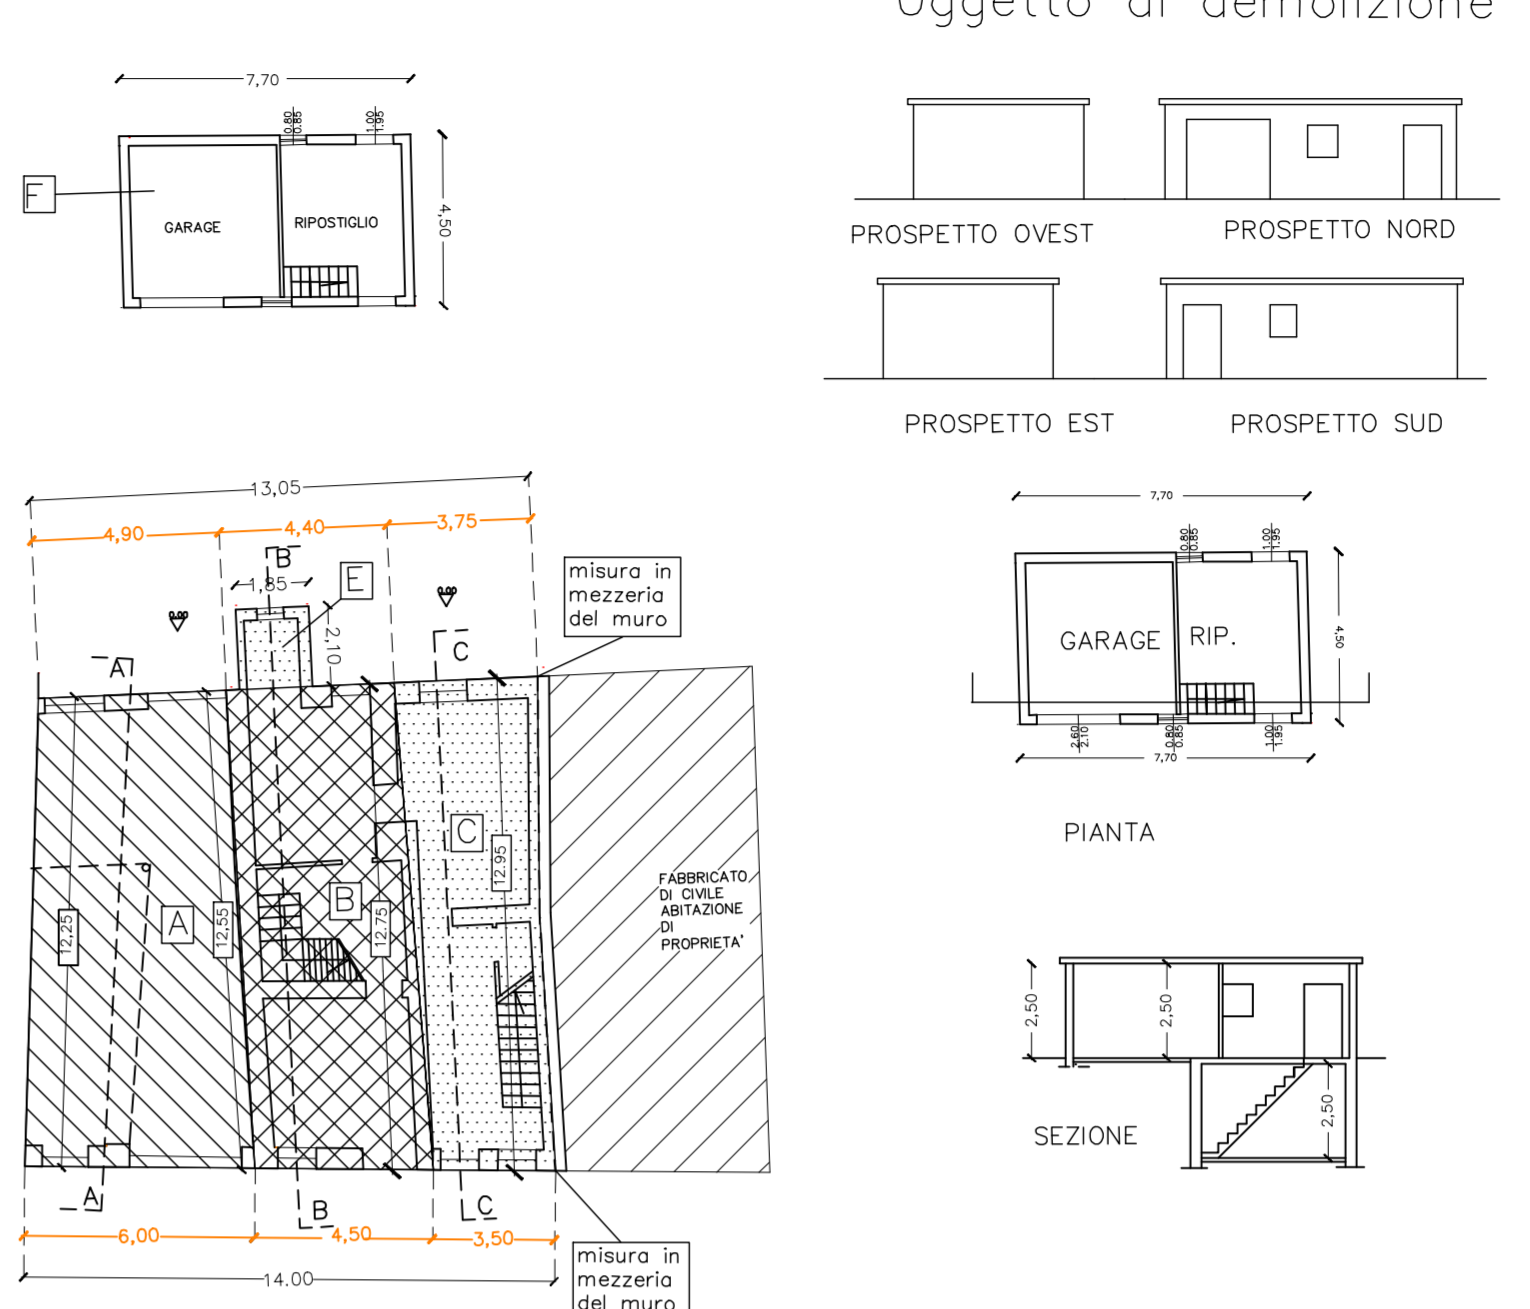 Oggetto di demolizione
7,70
0.80
0.85
1.00
1.95
F
GARAGE
RIPOSTIGLIO
4,50
PROSPETTO OVEST
PROSPETTO NORD
PROSPETTO EST
PROSPETTO SUD
13,05
4,90
4,40
3,75
B
1,85
E
2,10
misura in
mezzeria
del muro
A
C
12,25
A
12.55
B
12.75
C
12.95
FABBRICATO
DI CIVILE
ABITAZIONE
DI
PROPRIETA'
A
B
C
6,00
4,50
3,50
14.00
misura in
mezzeria
del muro
7,70
0.80
0.85
1.00
1.95
GARAGE
RIP.
4,50
2.60
2.10
0.80
0.85
1.00
1.95
7,70
PIANTA
2,50
2,50
2,50
SEZIONE